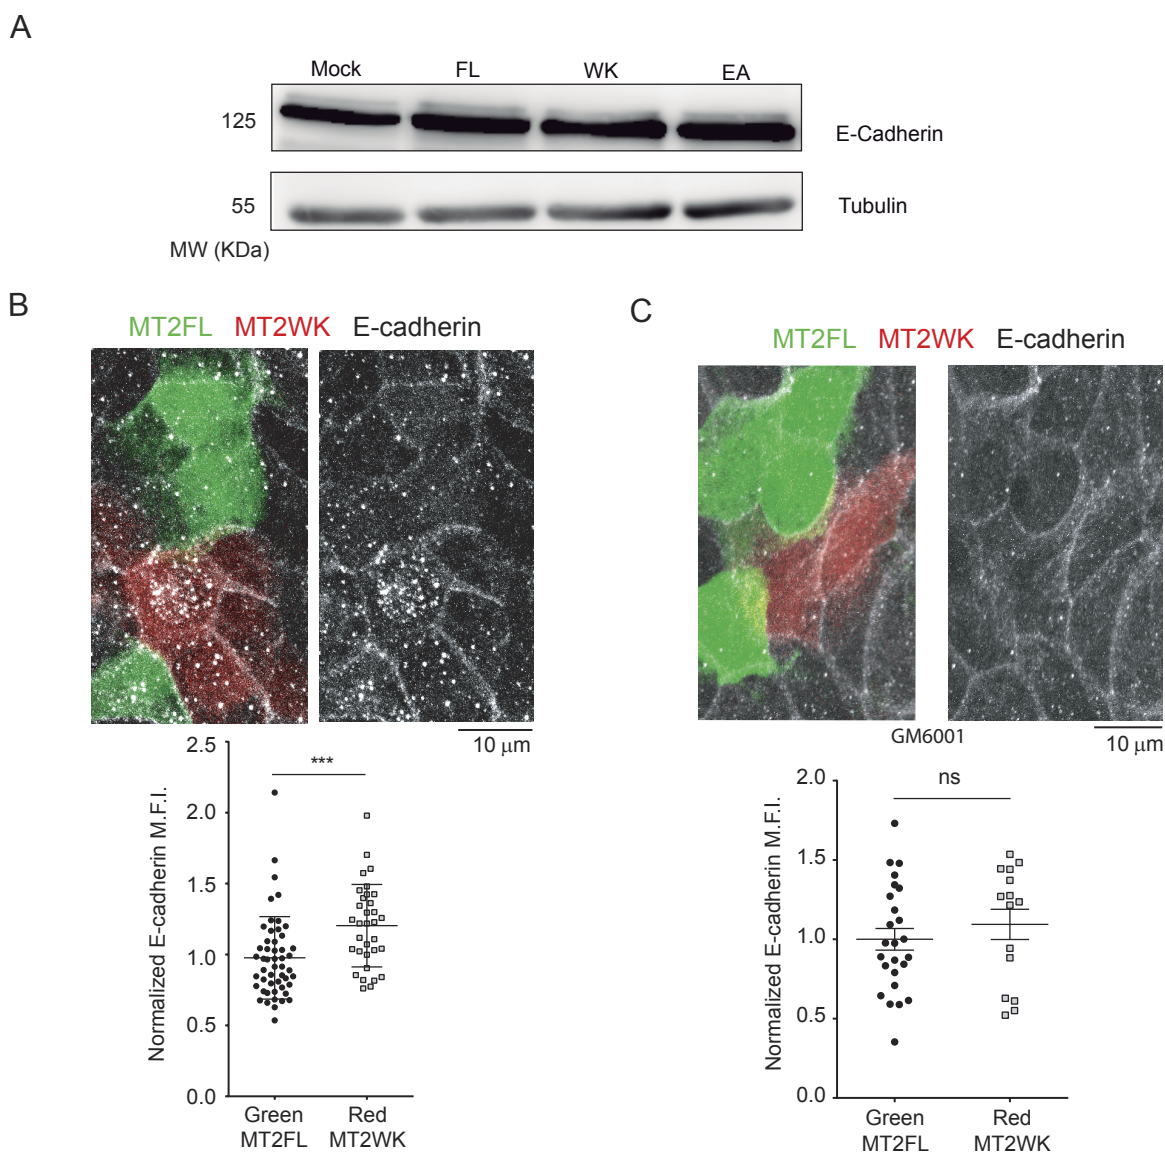 A
Mock FL WK EA
125
E-Cadherin
55
Tubulin
MW (KDa)
B
MT2FL MT2WK E-cadherin
10 μm
Normalized E-cadherin M.F.I.
2.5
2.0
1.5
1.0
0.5
0.0
***
Green
MT2FL
Red
MT2WK
C
MT2FL MT2WK E-cadherin
GM6001
10 μm
Normalized E-cadherin M.F.I.
2.0
1.5
1.0
0.5
0.0
ns
Green
MT2FL
Red
MT2WK